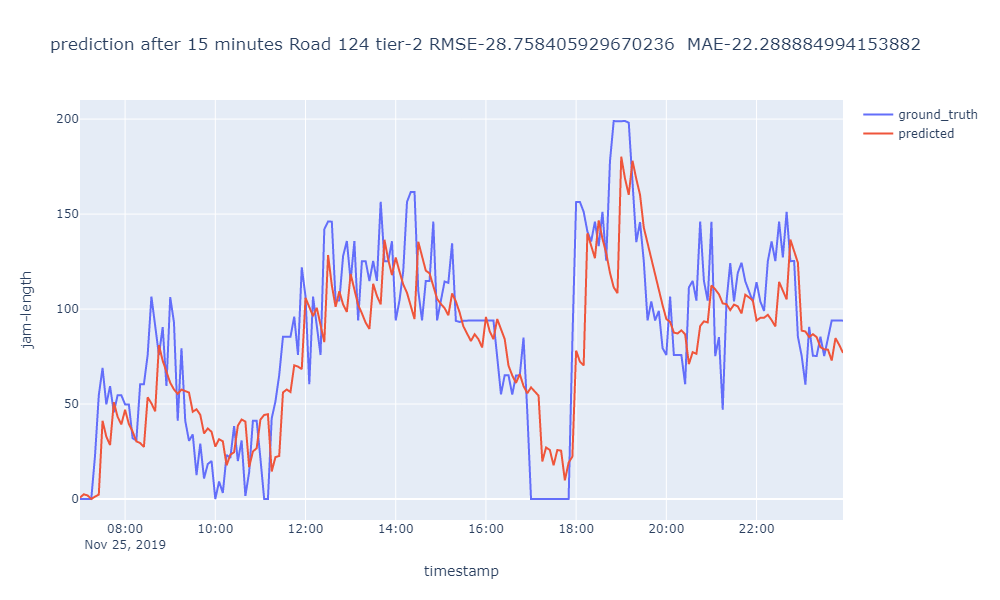 prediction after 15 minutes Road 124 tier-2 RMSE-28.758405929670236  MAE-22.288884994153882
ground_truth
predicted
200
150
100
50
0
jam-length
08:00
10:00
12:00
14:00
16:00
18:00
20:00
22:00
Nov 25, 2019
timestamp